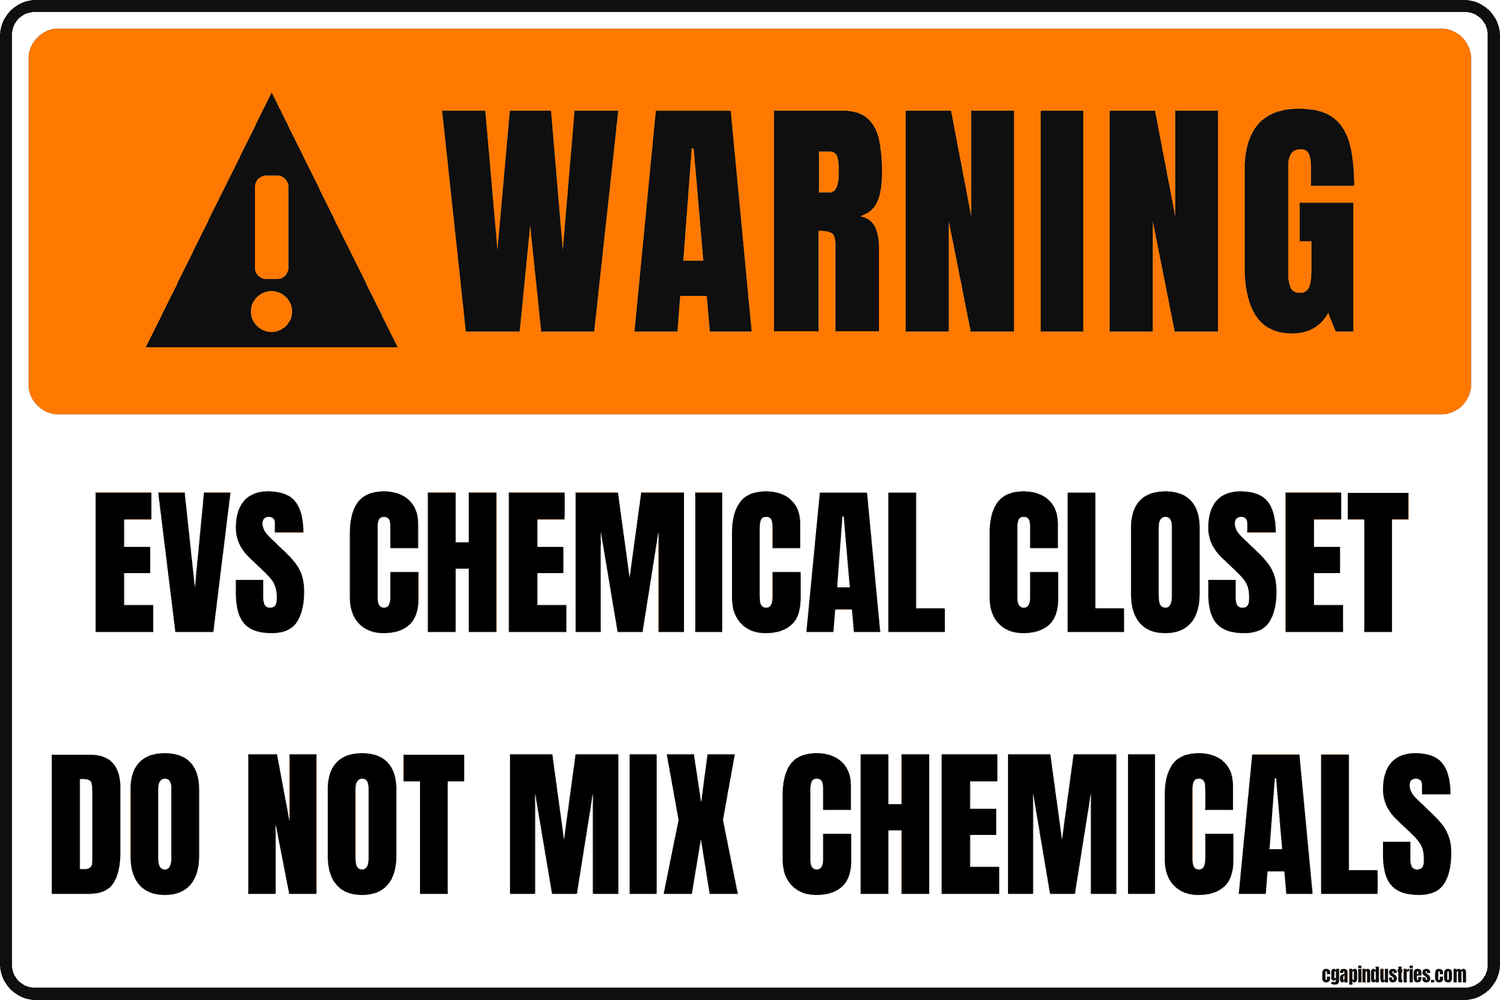 WARNING
EVS CHEMICAL CLOSET
DO NOT MIX CHEMICALS
cgapindustries.com